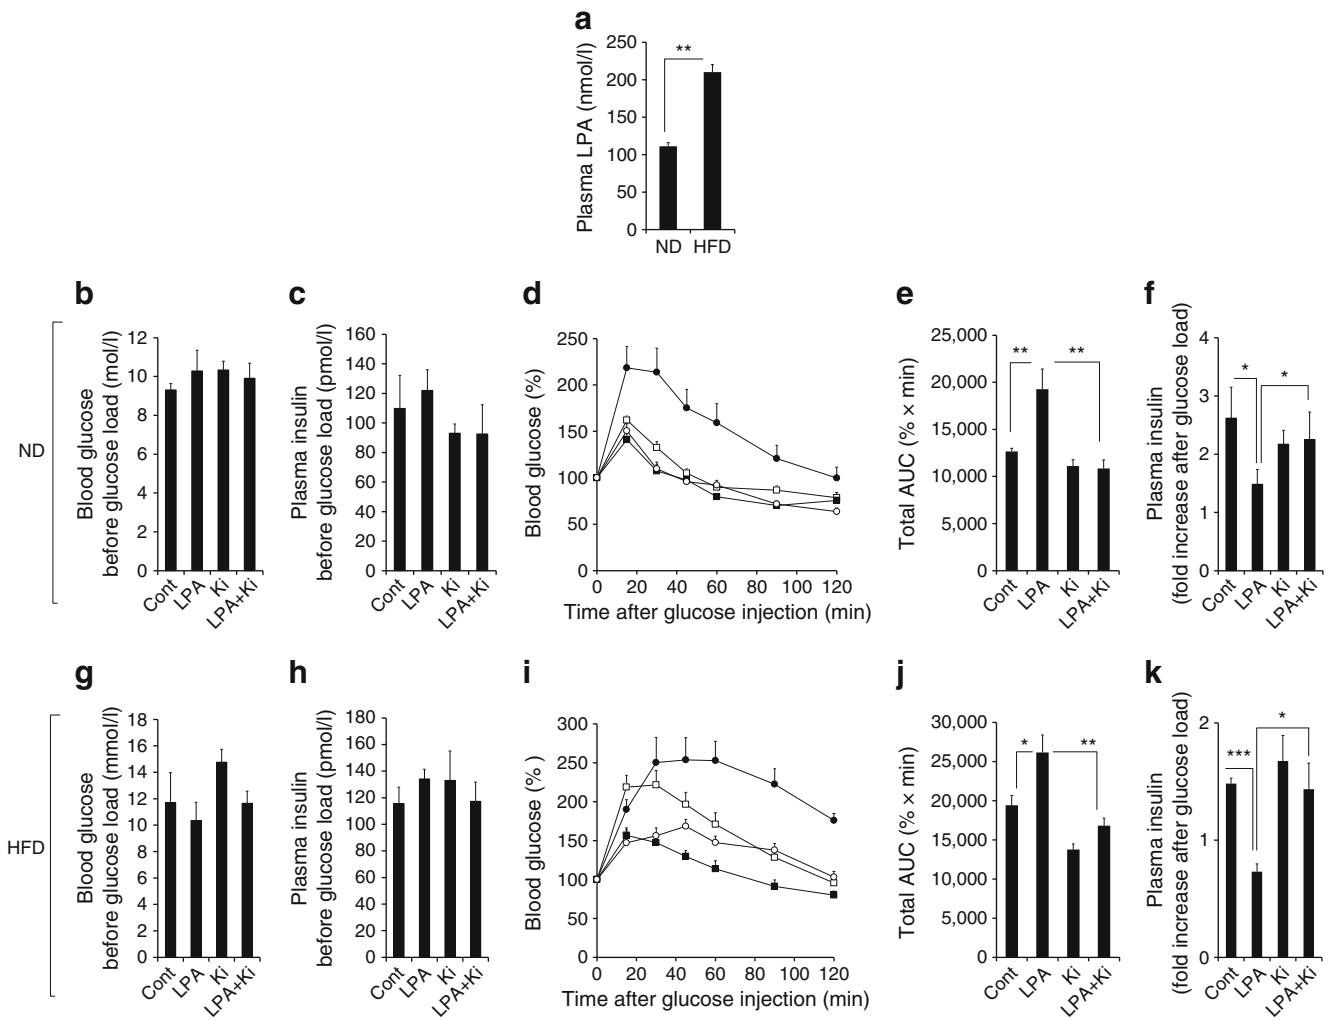 a
Plasma LPA (nmol/l)
250
200
150
100
50
0
**
ND HFD
ND
b
Blood glucose
before glucose load (mol/l)
12
10
8
6
4
2
0
Cont LPA Ki LPA+Ki
c
Plasma insulin
before glucose load (pmol/l)
160
140
120
100
80
60
40
20
0
Cont LPA Ki LPA+Ki
d
Blood glucose (%)
250
200
150
100
50
0
0 20 40 60 80 100 120
Time after glucose injection (min)
e
Total AUC (% × min)
25,000
20,000
15,000
10,000
5,000
0
** **
Cont LPA Ki LPA+Ki
f
Plasma insulin
(fold increase after glucose load)
4
3
2
1
0
* *
Cont LPA Ki LPA+Ki
HFD
g
Blood glucose
before glucose load (mmol/l)
18
16
14
12
10
8
6
4
2
0
Cont LPA Ki LPA+Ki
h
Plasma insulin
before glucose load (pmol/l)
180
160
140
120
100
80
60
40
20
0
Cont LPA Ki LPA+Ki
i
Blood glucose (% )
300
250
200
150
100
50
0
0 20 40 60 80 100 120
Time after glucose injection (min)
j
Total AUC (% × min)
30,000
25,000
20,000
15,000
10,000
5,000
0
* **
Cont LPA Ki LPA+Ki
k
Plasma insulin
(fold increase after glucose load)
2
1
0
*** *
Cont LPA Ki LPA+Ki